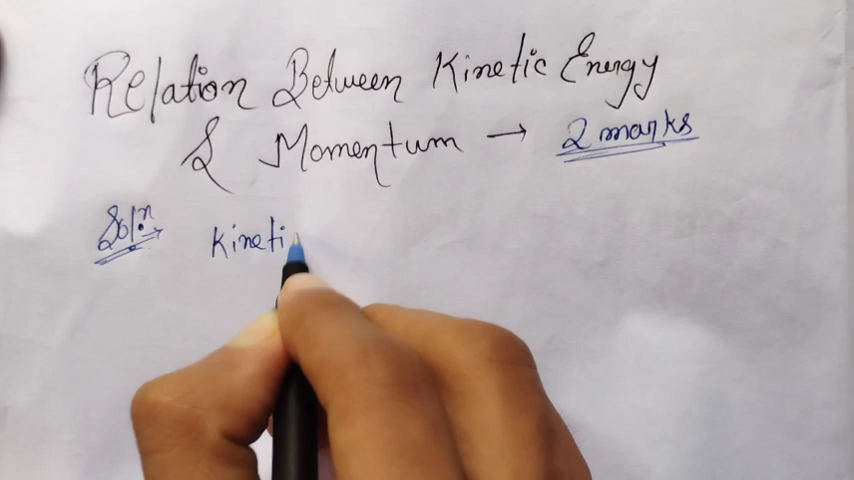 Relation Between Kinetic Energy
& Momentum → 2 marks
Solⁿ. Kineti